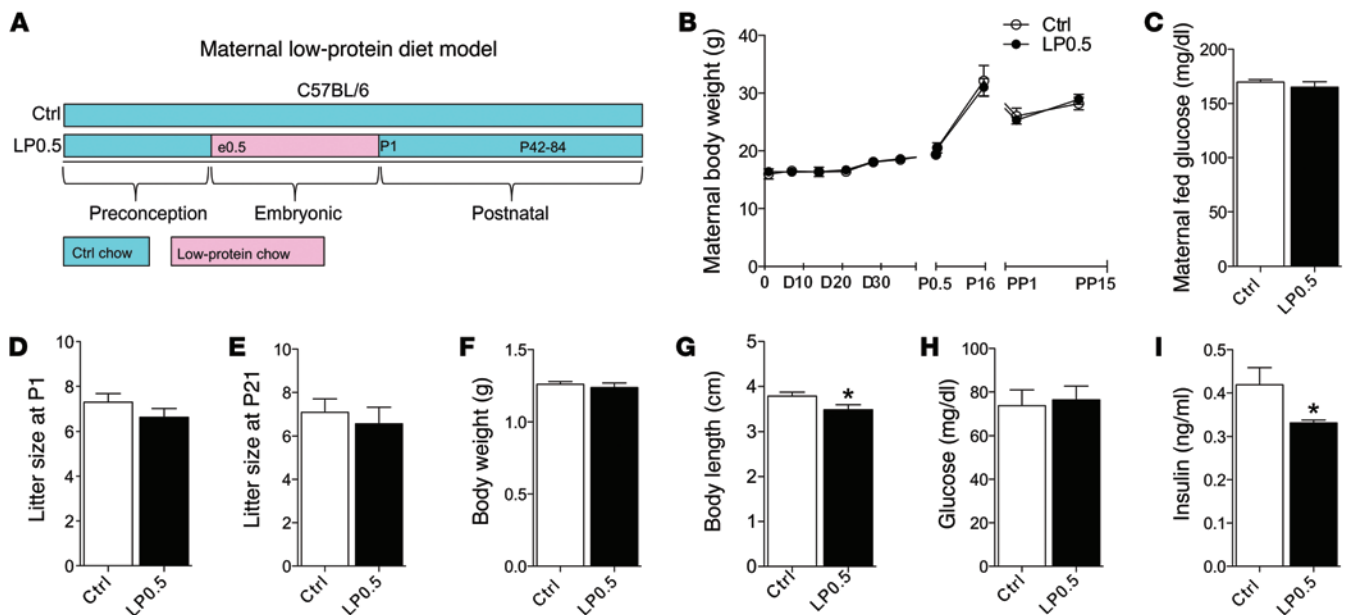 A
Maternal low-protein diet model
C57BL/6
Ctrl
LP0.5
e0.5
P1
P42-84
Preconception
Embryonic
Postnatal
Ctrl chow
Low-protein chow
B
Maternal body weight (g)
40
30
20
10
0
Ctrl
LP0.5
0
D10
D20
D30
P0.5
P16
PP1
PP15
C
Maternal fed glucose (mg/dl)
200
150
100
50
0
Ctrl
LP0.5
D
Litter size at P1
10
8
6
4
2
0
Ctrl
LP0.5
E
Litter size at P21
10
8
6
4
2
0
Ctrl
LP0.5
F
Body weight (g)
1.5
1.0
0.5
0.0
Ctrl
LP0.5
G
Body length (cm)
5
4
3
2
1
0
*
Ctrl
LP0.5
H
Glucose (mg/dl)
100
80
60
40
20
0
Ctrl
LP0.5
I
Insulin (ng/ml)
0.5
0.4
0.3
0.2
0.1
0.0
*
Ctrl
LP0.5